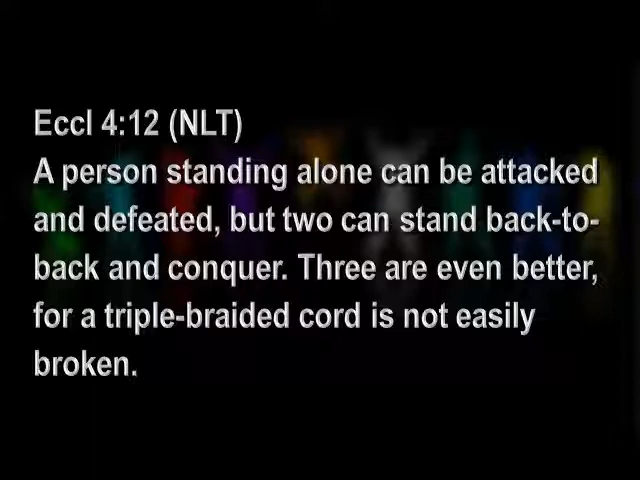 Eccl 4:12 (NLT)
A person standing alone can be attacked
and defeated, but two can stand back-to-
back and conquer. Three are even better,
for a triple-braided cord is not easily
broken.